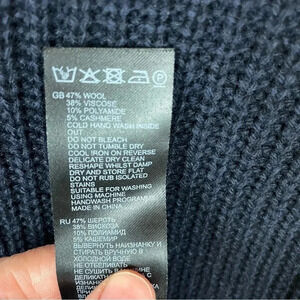 GB 47% WOOL
38% VISCOSE
10% POLYAMIDE
5% CASHMERE
COLD HAND WASH INSIDE
OUT
DO NOT BLEACH
DO NOT TUMBLE DRY
COOL IRON ON REVERSE
DELICATE DRY CLEAN
RESHAPE WHILST DAMP
DRY AND STORE FLAT
DO NOT RUB ISOLATED
STAINS
SUITABLE FOR WASHING
USING MACHINE
HANDWASH PROGRAMME
MADE IN CHINA
RU 47% ШЕРСТЬ
38% ВИСКОЗА
10% ПОЛИАМИД
5% КАШЕМИР
ВЫВЕРНУТЬ НАИЗНАНКУ И
СТИРАТЬ ВРУЧНУЮ В
ХОЛОДНОЙ ВОДЕ
НЕ ОТБЕЛИВАТЬ
НЕ СУШИТЬ В